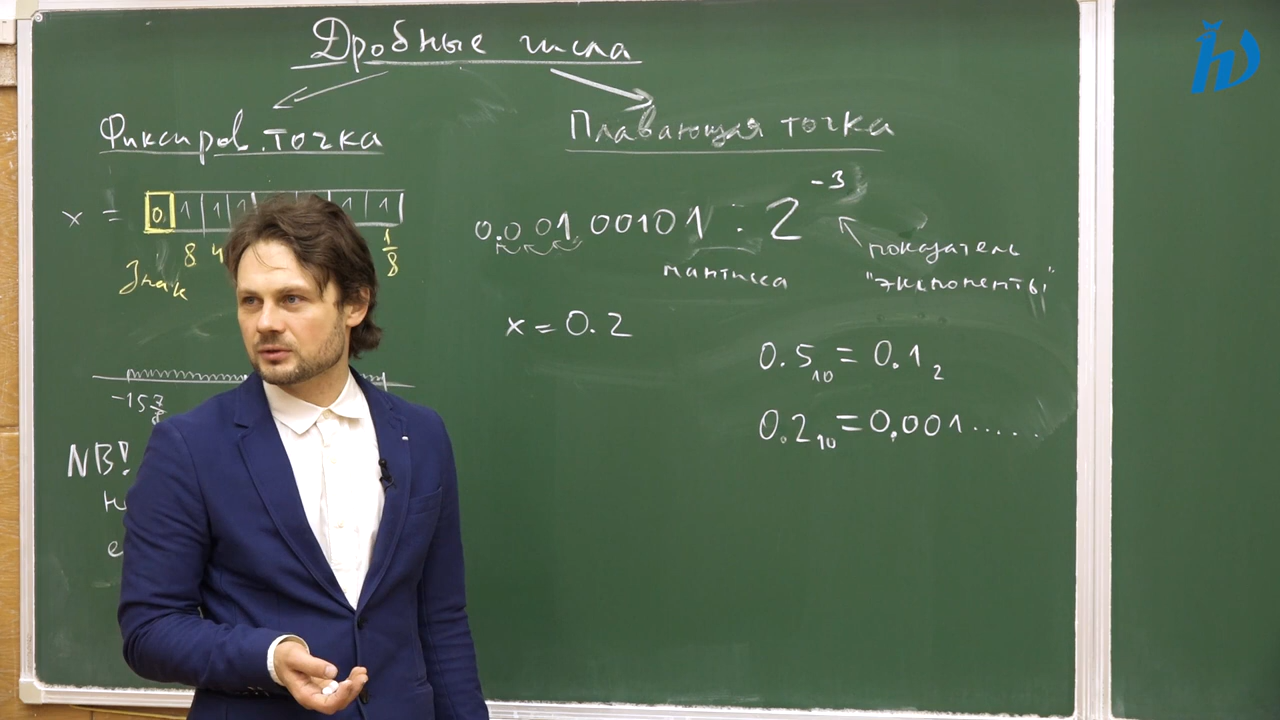 Дробные числа
Фиксиров. точка
x = 0 1 1 1 1 1
8 4 1/8
Знак
-15 7/8
NB!
Плавающая точка
0.001.00101 · 2⁻³
мантисса
показатель
"экспоненты"
x = 0.2
0.5₁₀ = 0.1₂
0.2₁₀ = 0.001.....